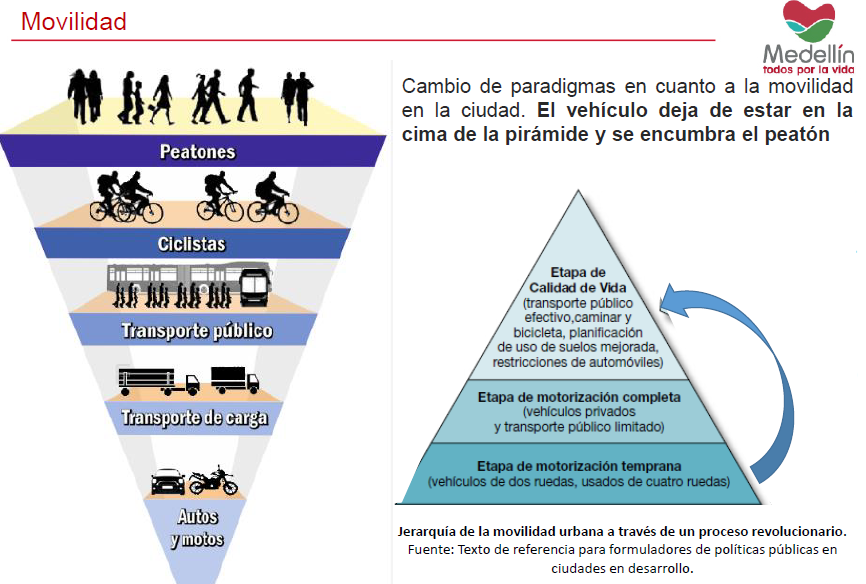 Movilidad
Medellín
todos por la vida
Peatones
Ciclistas
Transporte público
Transporte de carga
Autos
y motos
Cambio de paradigmas en cuanto a la movilidad
en la ciudad. El vehículo deja de estar en la
cima de la pirámide y se encumbra el peatón
Etapa de
Calidad de Vida
(transporte público
efectivo,caminar y
bicicleta, planificación
de uso de suelos mejorada,
restricciones de automóviles)
Etapa de motorización completa
(vehículos privados
y transporte público limitado)
Etapa de motorización temprana
(vehículos de dos ruedas, usados de cuatro ruedas)
Jerarquía de la movilidad urbana a través de un proceso revolucionario.
Fuente: Texto de referencia para formuladores de políticas públicas en
ciudades en desarrollo.